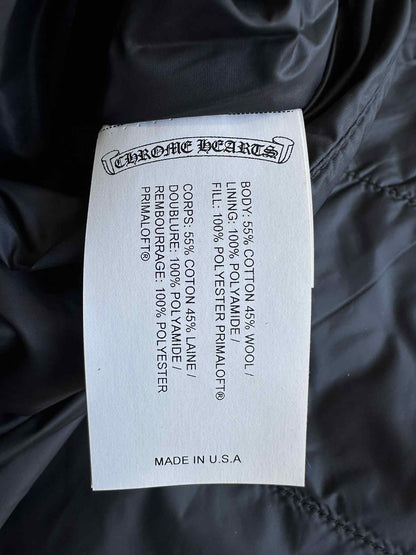 CHROME HEARTS
BODY: 55% COTTON 45% WOOL /
LINING: 100% POLYAMIDE /
FILL: 100% POLYESTER PRIMALOFT®
CORPS: 55% COTON 45% LAINE /
DOUBLURE: 100% POLYAMIDE /
REMBOURRAGE: 100% POLYESTER
PRIMALOFT®
MADE IN U.S.A